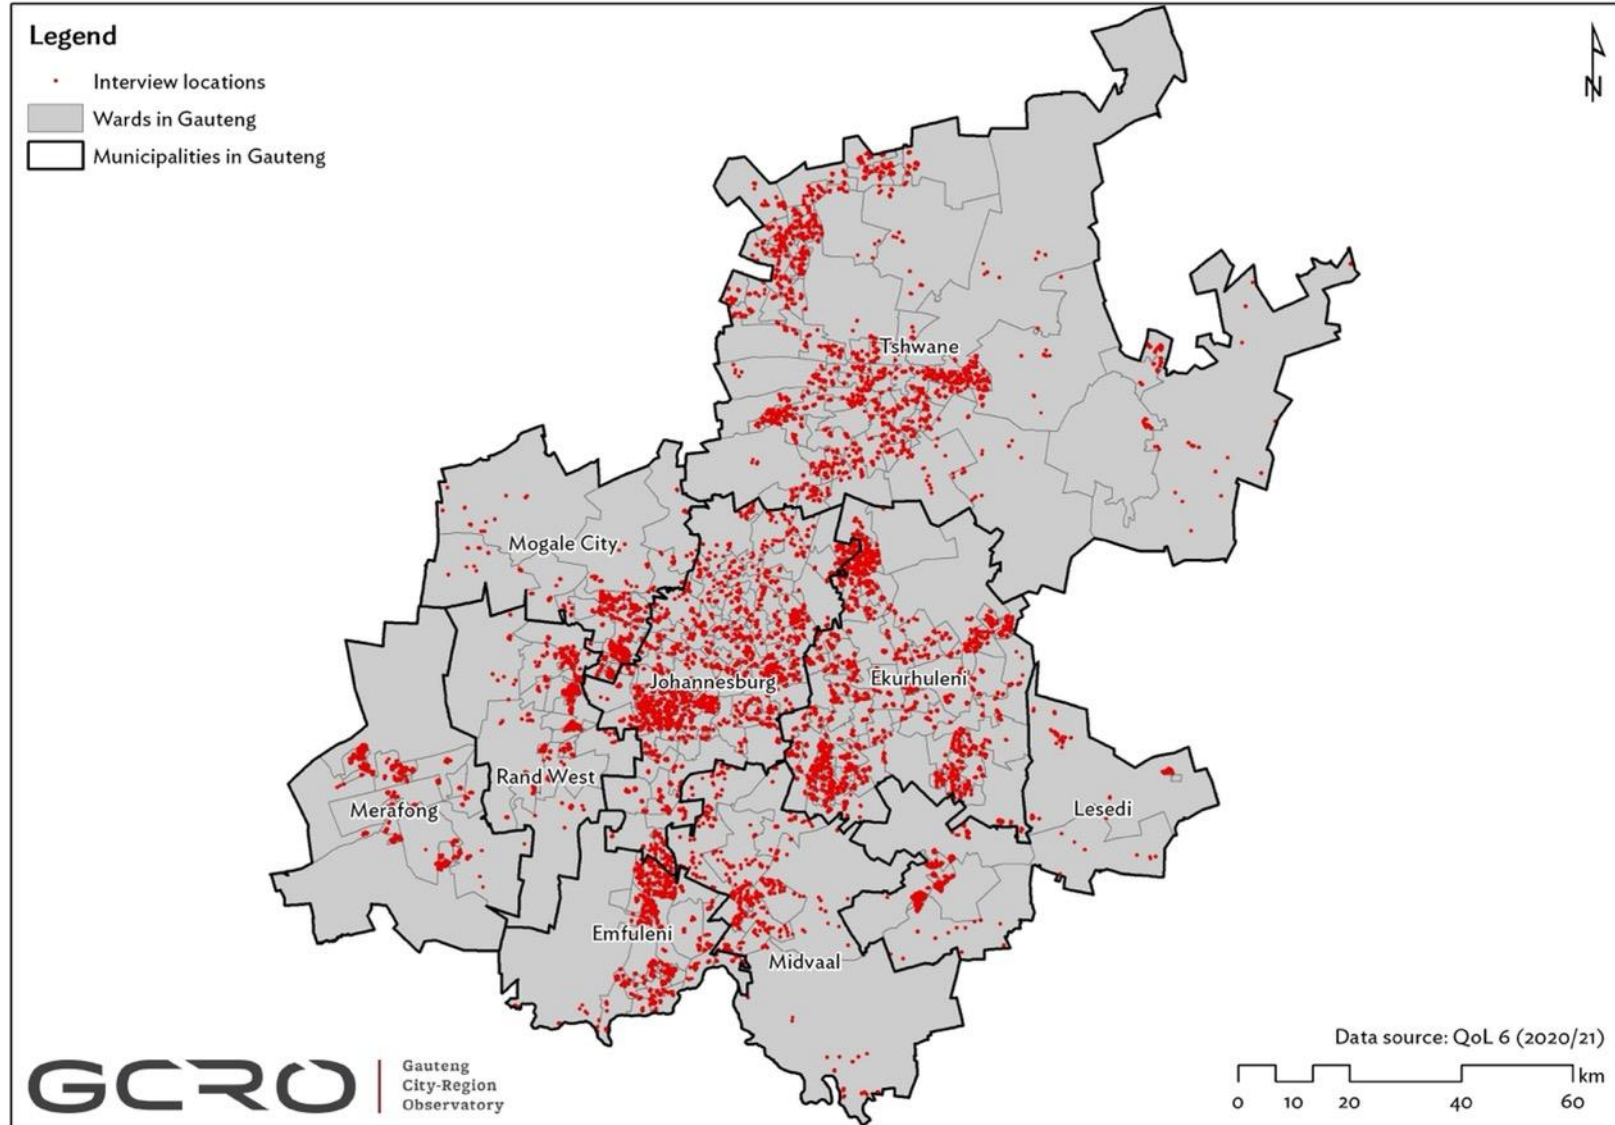 Legend
Interview locations
Wards in Gauteng
Municipalities in Gauteng
N
Tshwane
Mogale City
Johannesburg
Ekurhuleni
Rand West
Merafong
Lesedi
Emfuleni
Midvaal
Data source: QoL 6 (2020/21)
km
0 10 20 40 60
GCRO
Gauteng
City-Region
Observatory